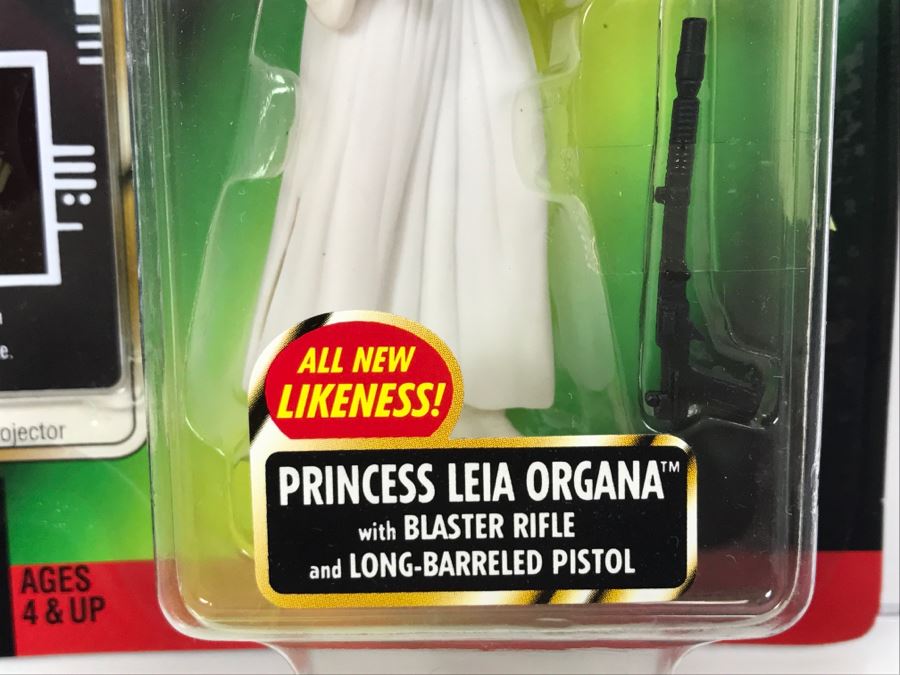 e.
ojector
ALL NEW
LIKENESS!
PRINCESS LEIA ORGANA™
with BLASTER RIFLE
and LONG-BARRELED PISTOL
AGES
4 & UP